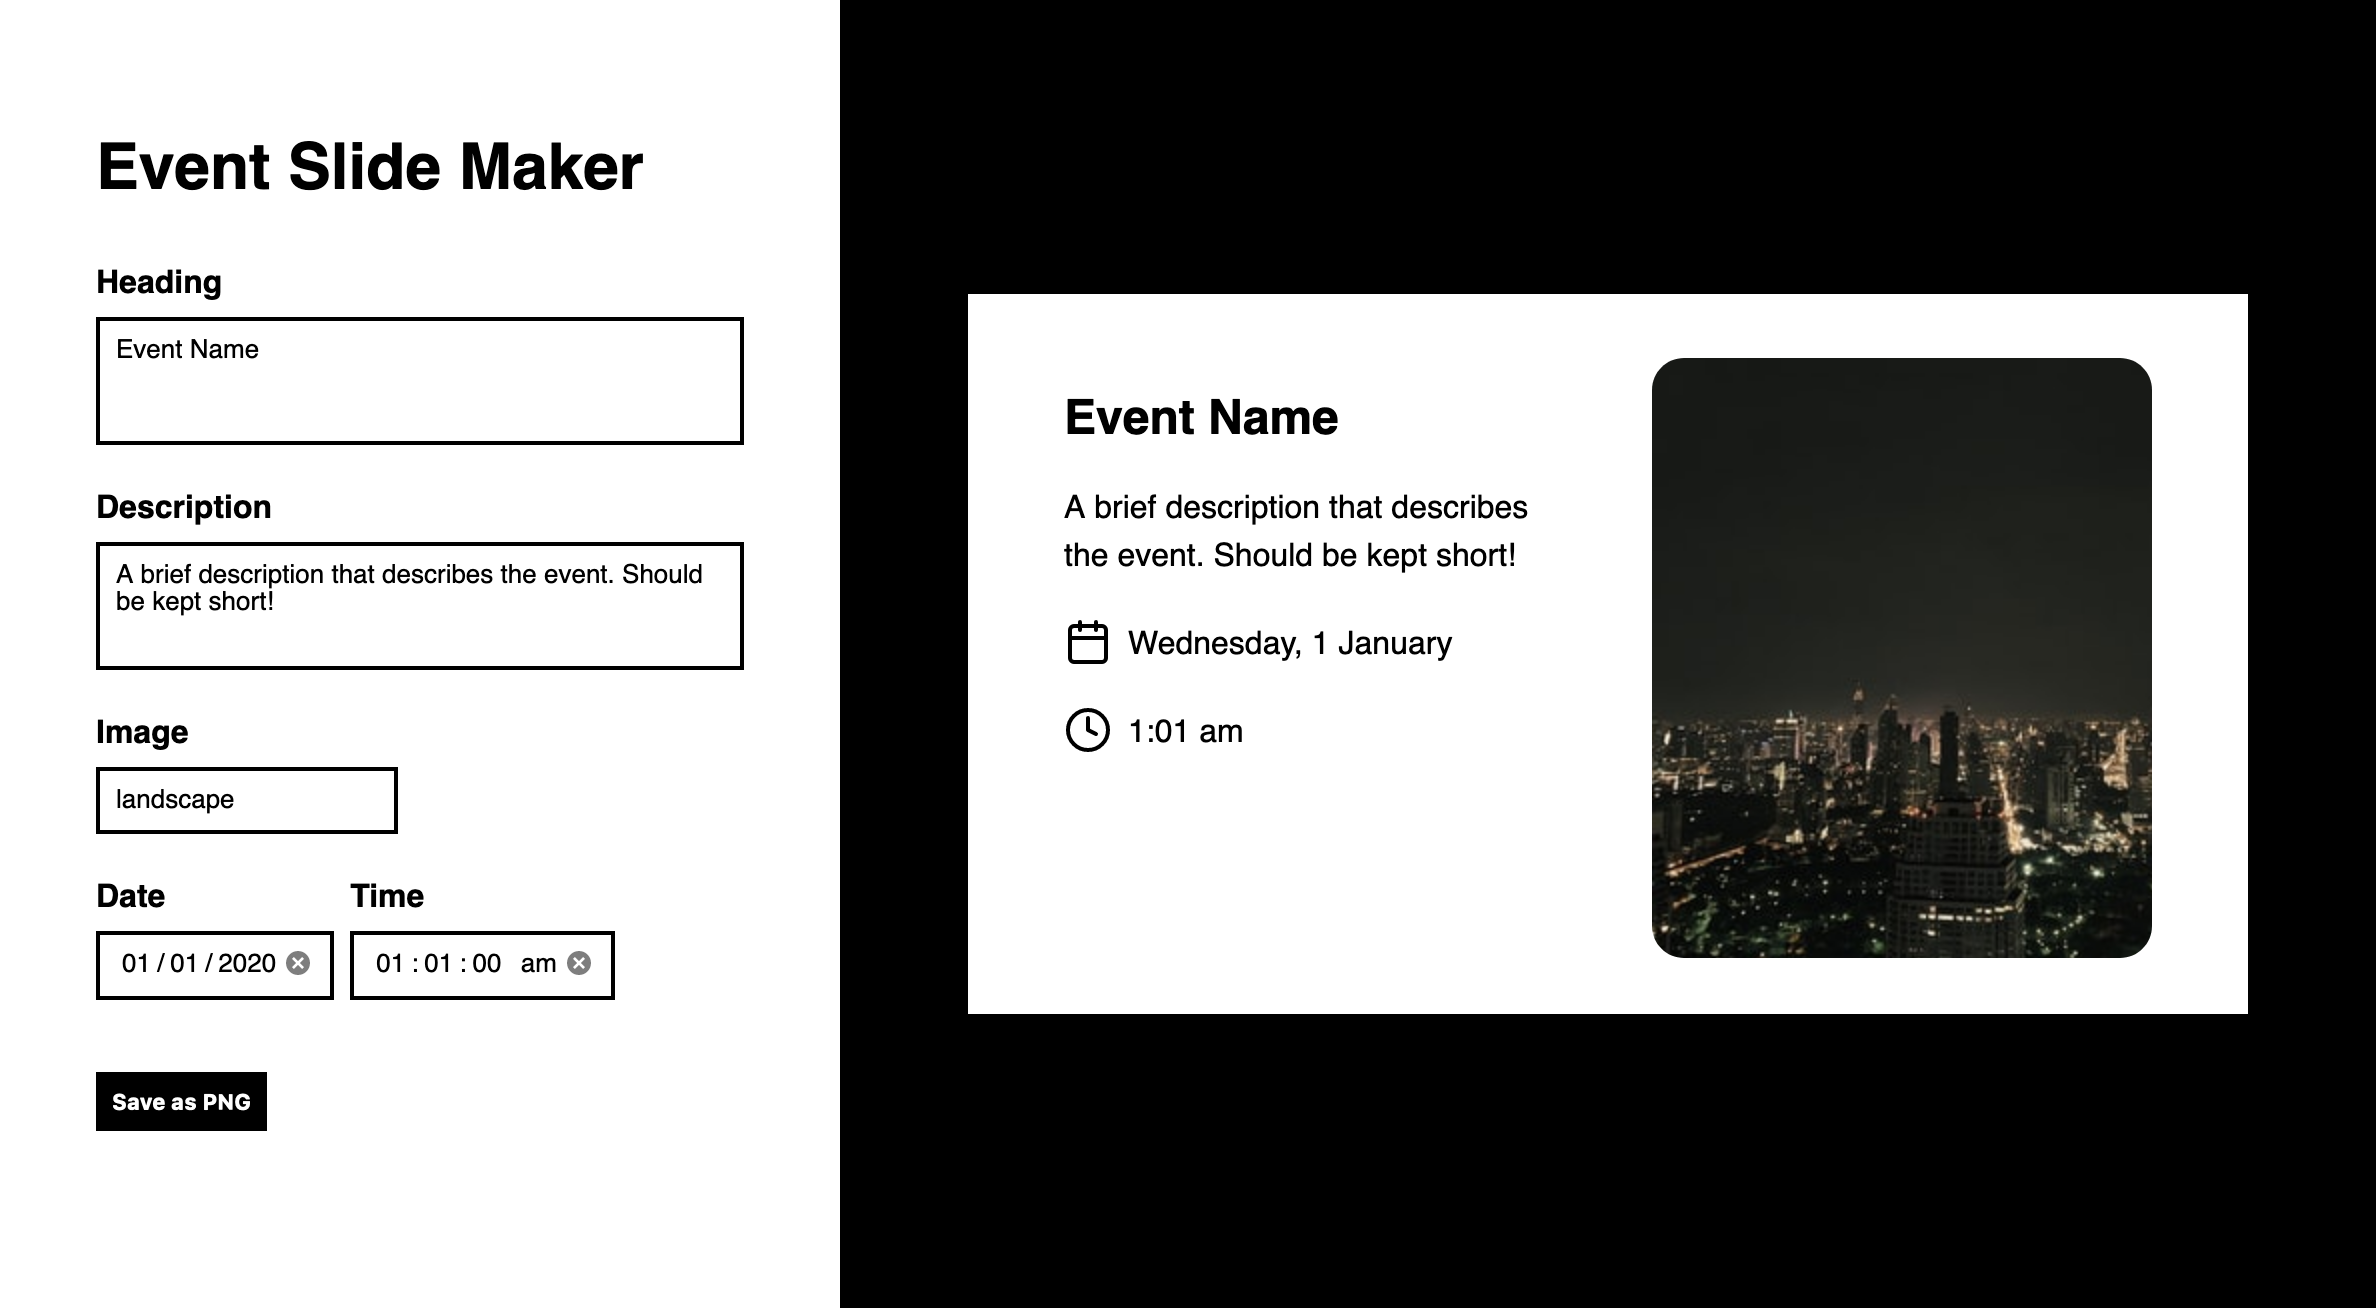 Event Slide Maker
Heading
Event Name
Description
A brief description that describes the event. Should
be kept short!
Image
landscape
Date
Time
01 / 01 / 2020
01 : 01 : 00 am
Save as PNG
Event Name
A brief description that describes
the event. Should be kept short!
Wednesday, 1 January
1:01 am